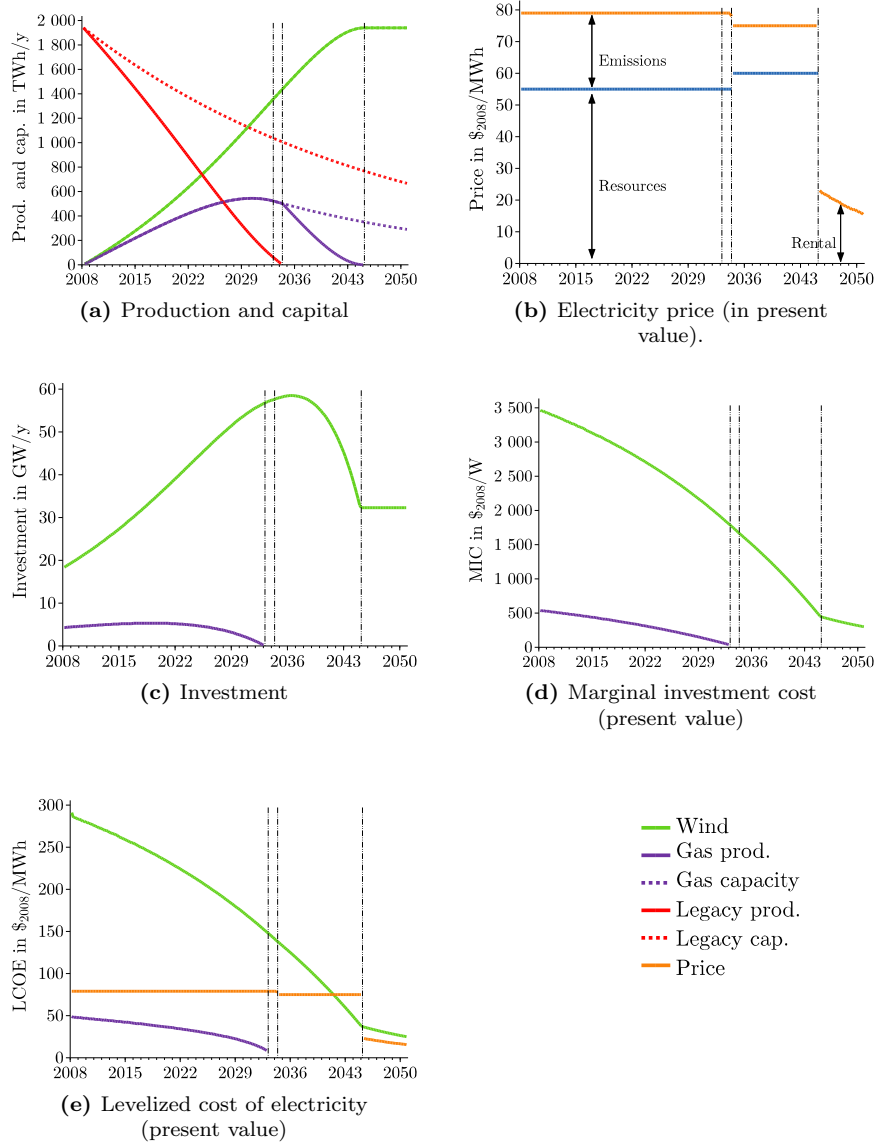 2 000
1 800
1 600
1 400
1 200
1 000
800
600
400
200
0
Prod. and cap. in TWh/y
2008 2015 2022 2029 2036 2043 2050
(a) Production and capital
80
70
60
50
40
30
20
10
0
Price in $2008/MWh
Emissions
Resources
Rental
2008 2015 2022 2029 2036 2043 2050
(b) Electricity price (in present
value).
60
50
40
30
20
10
0
Investment in GW/y
2008 2015 2022 2029 2036 2043 2050
(c) Investment
3 500
3 000
2 500
2 000
1 500
1 000
500
0
MIC in $2008/W
2008 2015 2022 2029 2036 2043 2050
(d) Marginal investment cost
(present value)
300
250
200
150
100
50
0
LCOE in $2008/MWh
2008 2015 2022 2029 2036 2043 2050
(e) Levelized cost of electricity
(present value)
Wind
Gas prod.
Gas capacity
Legacy prod.
Legacy cap.
Price